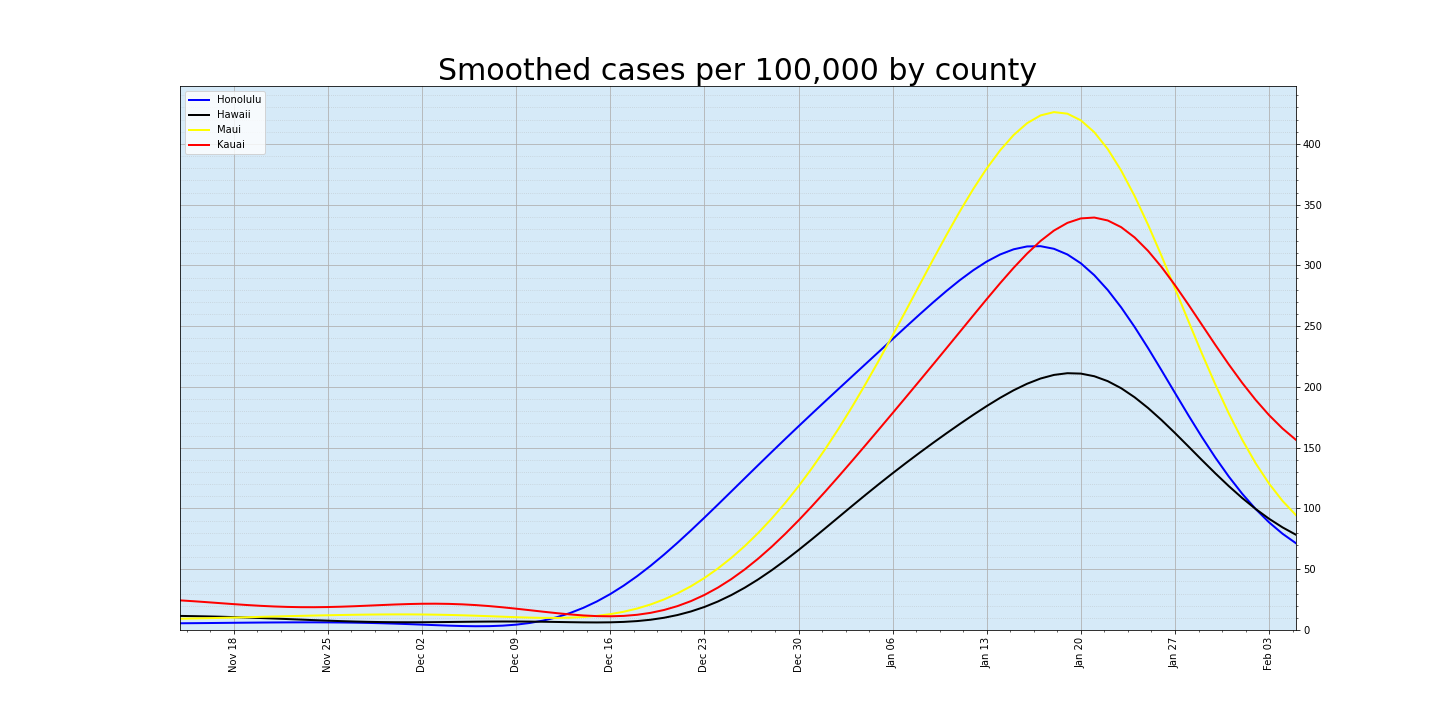 Smoothed cases per 100,000 by county
Honolulu
Hawaii
Maui
Kauai
400
350
300
250
200
150
100
50
0
Nov 18
Nov 25
Dec 02
Dec 09
Dec 16
Dec 23
Dec 30
Jan 06
Jan 13
Jan 20
Jan 27
Feb 03